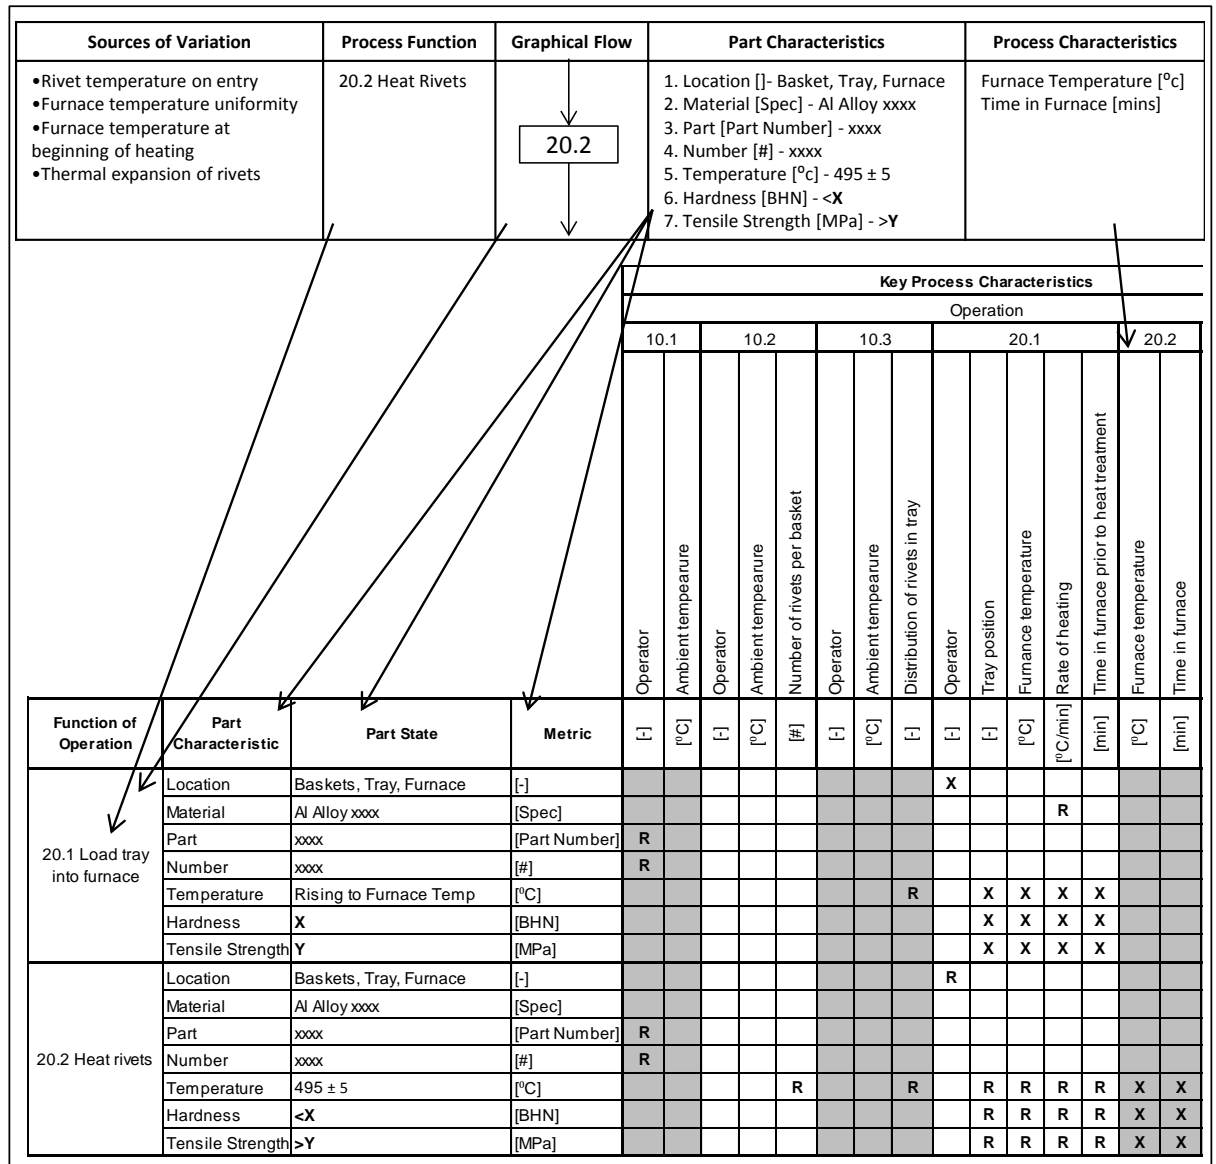 Sources of Variation Process Function Graphical Flow Part Characteristics Process Characteristics
•Rivet temperature on entry 20.2 Heat Rivets 1. Location []- Basket, Tray, Furnace Furnace Temperature [⁰c]
•Furnace temperature uniformity 2. Material [Spec] - Al Alloy xxxx Time in Furnace [mins]
•Furnace temperature at 3. Part [Part Number] - xxxx
beginning of heating 20.2 4. Number [#] - xxxx
•Thermal expansion of rivets 5. Temperature [⁰c] - 495 ± 5
6. Hardness [BHN] - <X
7. Tensile Strength [MPa] - >Y
Key Process Characteristics
Operation
10.1 10.2 10.3 20.1 20.2
Operator
Ambient tempearure
Operator
Ambient tempearure
Number of rivets per basket
Operator
Ambient tempearure
Distribution of rivets in tray
Operator
Tray position
Furnance temperature
Rate of heating
Time in furnace prior to heat treatment
Furnace temperature
Time in furnace
Function of Operation Part Characteristic Part State Metric [-] [⁰C] [-] [⁰C] [#] [-] [⁰C] [-] [-] [-] [⁰C] [⁰C/min] [min] [⁰C] [min]
20.1 Load tray
into furnace
Location Baskets, Tray, Furnace [-] X
Material Al Alloy xxxx [Spec] R
Part xxxx [Part Number] R
Number xxxx [#] R
Temperature Rising to Furnace Temp [⁰C] R X X X X
Hardness X [BHN] X X X X
Tensile Strength Y [MPa] X X X X
20.2 Heat rivets
Location Baskets, Tray, Furnace [-] R
Material Al Alloy xxxx [Spec]
Part xxxx [Part Number] R
Number xxxx [#] R
Temperature 495 ± 5 [⁰C] R R R R R R X X
Hardness <X [BHN] R R R R X X
Tensile Strength >Y [MPa] R R R R X X